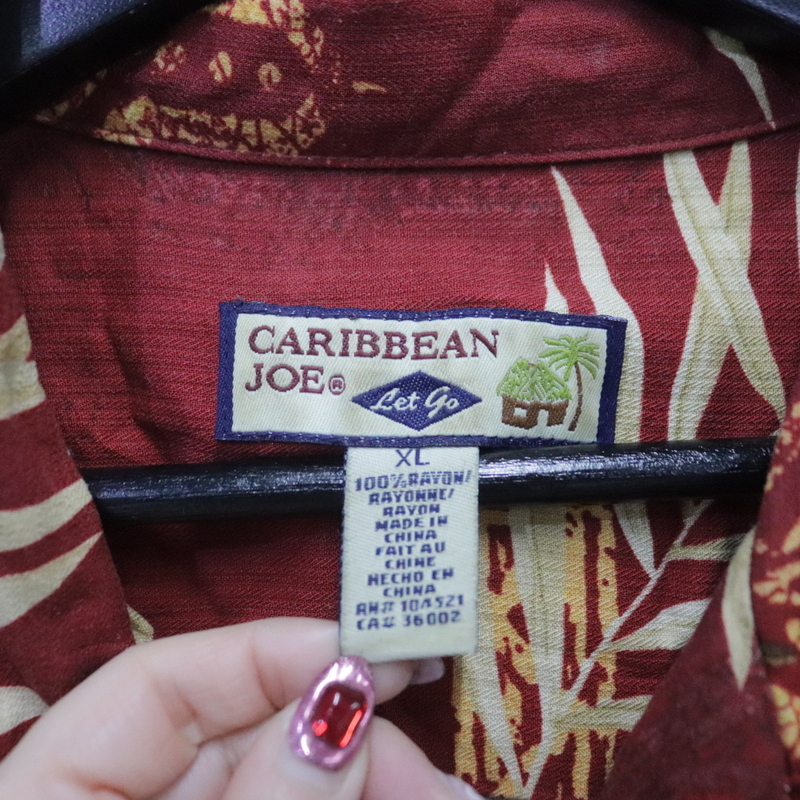 CARIBBEAN
JOE® Let Go
XL
100% RAYON/
RAYONNE/
RAYON
MADE IN
CHINA
FAIT AU
CHINE
HECHO EN
CHINA
RN# 104521
CA# 36002